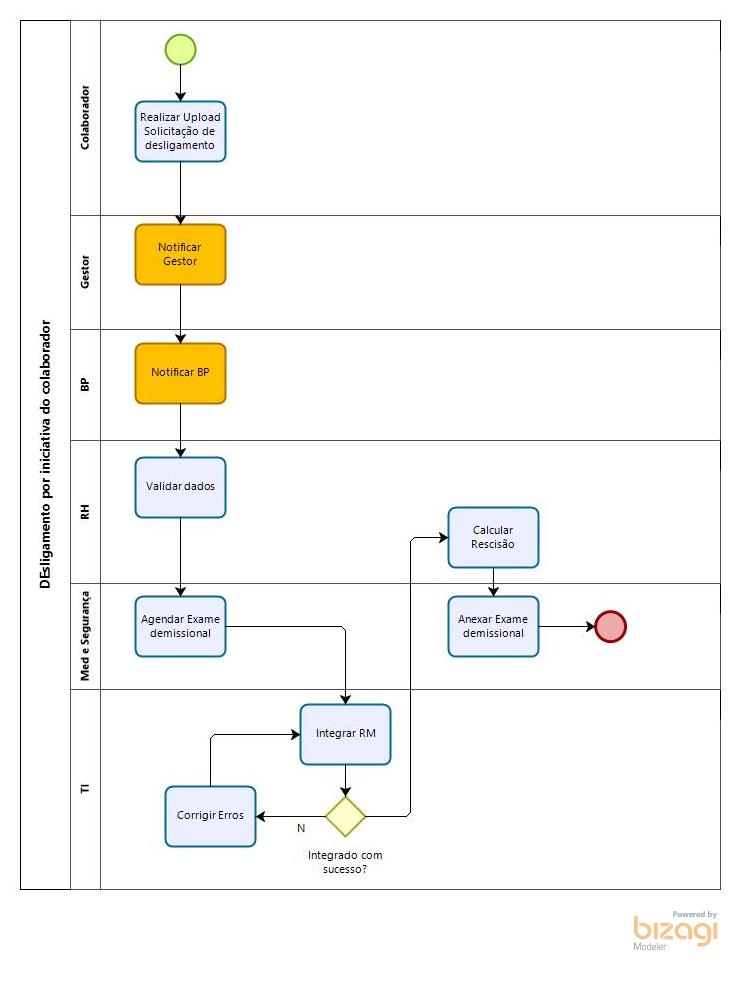 DEsligamento por iniciativa do colaborador
Colaborador
Realizar Upload
Solicitação de
desligamento
Gestor
Notificar
Gestor
BP
Notificar BP
RH
Validar dados
Calcular
Rescisão
Med e Segurança
Agendar Exame
demissional
Anexar Exame
demissional
TI
Integrar RM
Corrigir Erros
N
Integrado com
sucesso?
Powered by
bizagi
Modeler